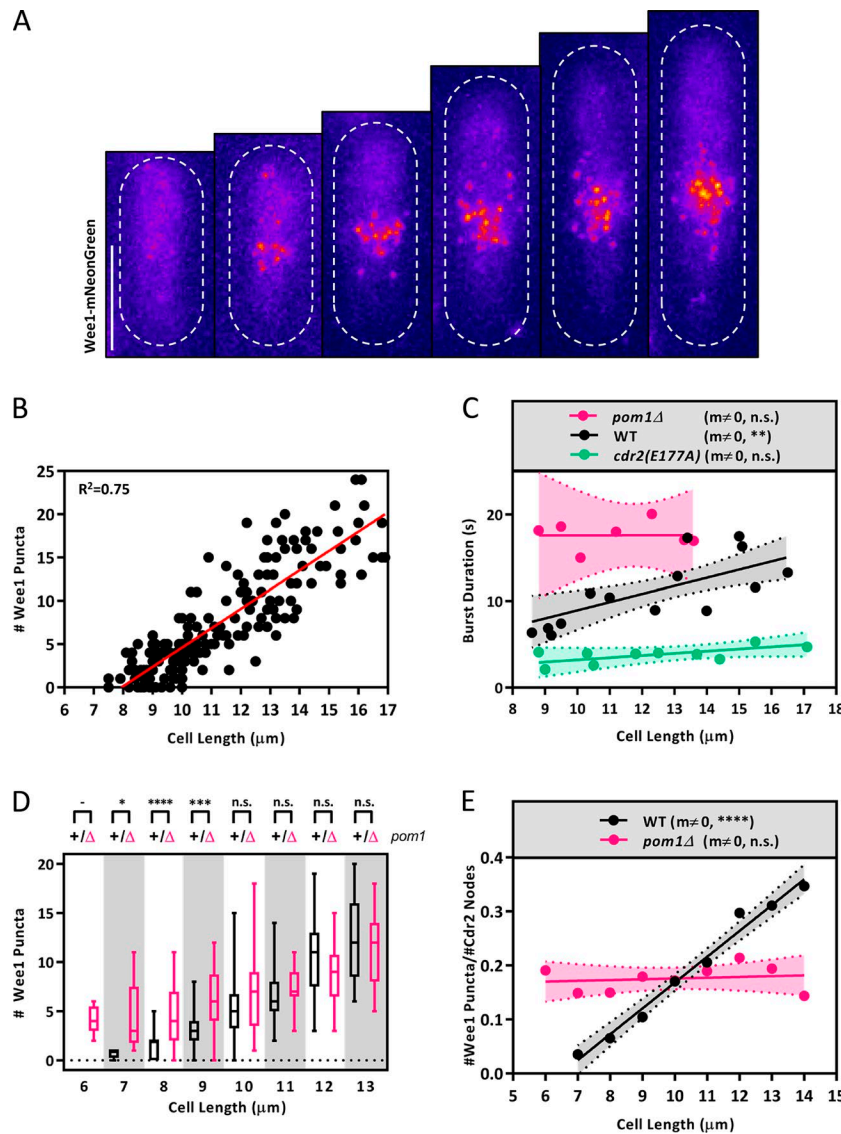 A
Wee1-mNeonGreen
B
R²=0.75
25
20
15
10
5
0
# Wee1 Puncta
6 7 8 9 10 11 12 13 14 15 16 17
Cell Length (µm)
C
pom1Δ (m≠0, n.s.)
WT (m≠0, **)
cdr2(E177A) (m≠0, n.s.)
25
20
15
10
5
0
Burst Duration (s)
8 9 10 11 12 13 14 15 16 17 18
Cell Length (µm)
D
- * **** *** n.s. n.s. n.s. n.s.
+/Δ +/Δ +/Δ +/Δ +/Δ +/Δ +/Δ +/Δ pom1
20
15
10
5
0
# Wee1 Puncta
6 7 8 9 10 11 12 13
Cell Length (µm)
E
WT (m≠0, ****)
pom1Δ (m≠0, n.s.)
0.4
0.3
0.2
0.1
0.0
#Wee1 Puncta/#Cdr2 Nodes
5 6 7 8 9 10 11 12 13 14 15
Cell Length (µm)